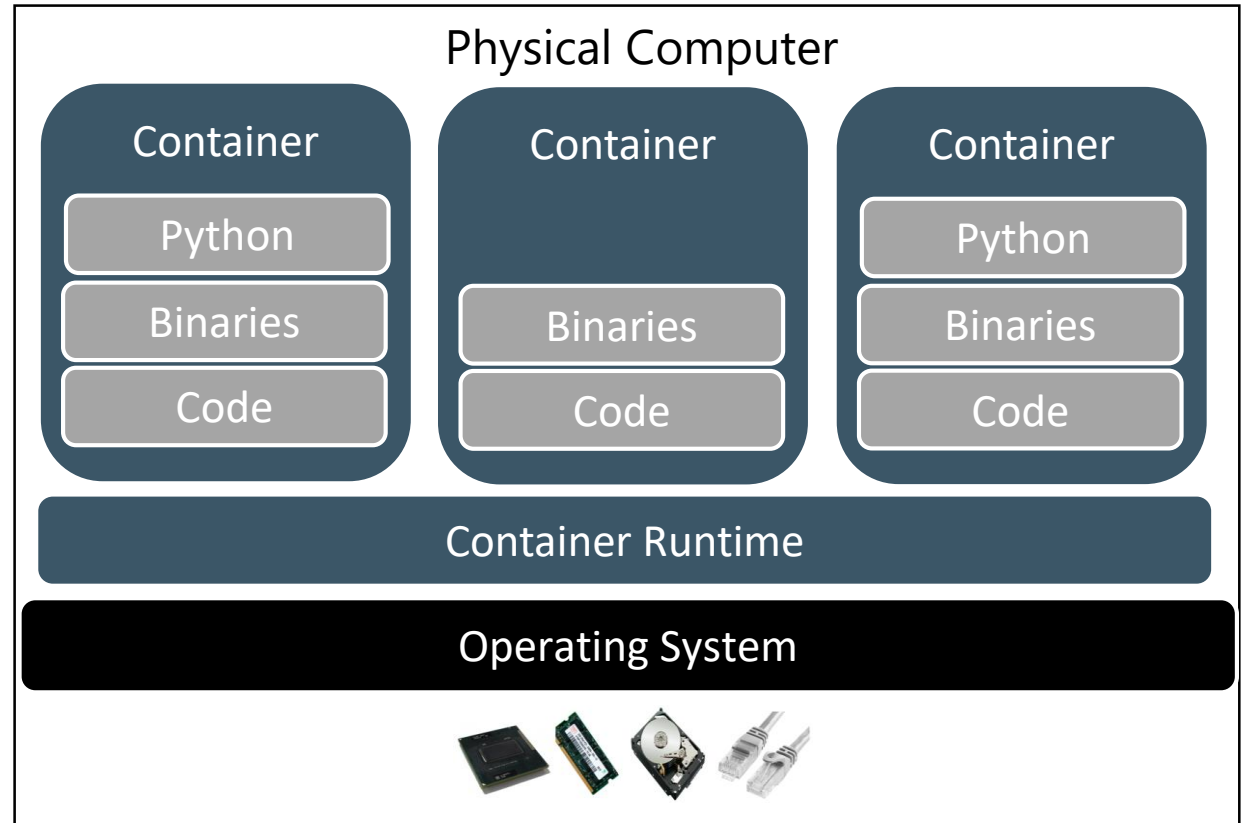 Physical Computer
Container
Python
Binaries
Code
Container
Binaries
Code
Container
Python
Binaries
Code
Container Runtime
Operating System